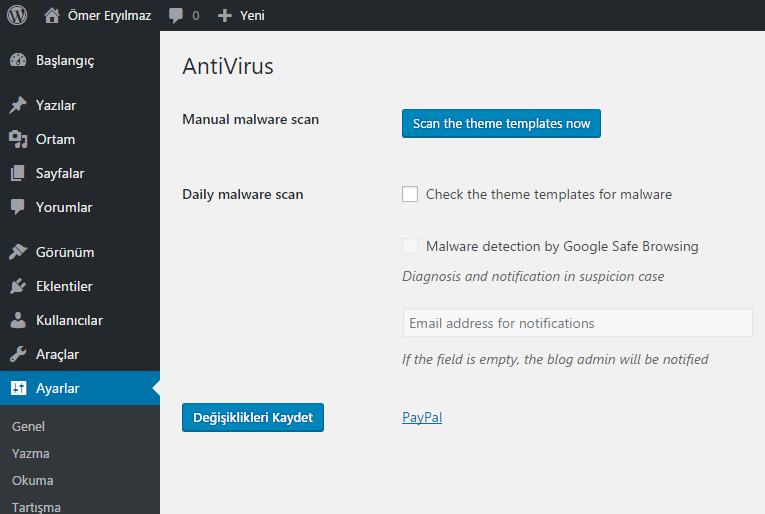 Ömer Eryılmaz 0 Yeni
Başlangıç
Yazılar
Ortam
Sayfalar
Yorumlar
Görünüm
Eklentiler
Kullanıcılar
Araçlar
Ayarlar
Genel
Yazma
Okuma
Tartışma
AntiVirus
Manual malware scan
Scan the theme templates now
Daily malware scan
Check the theme templates for malware
Malware detection by Google Safe Browsing
Diagnosis and notification in suspicion case
Email address for notifications
If the field is empty, the blog admin will be notified
Değişiklikleri Kaydet
PayPal